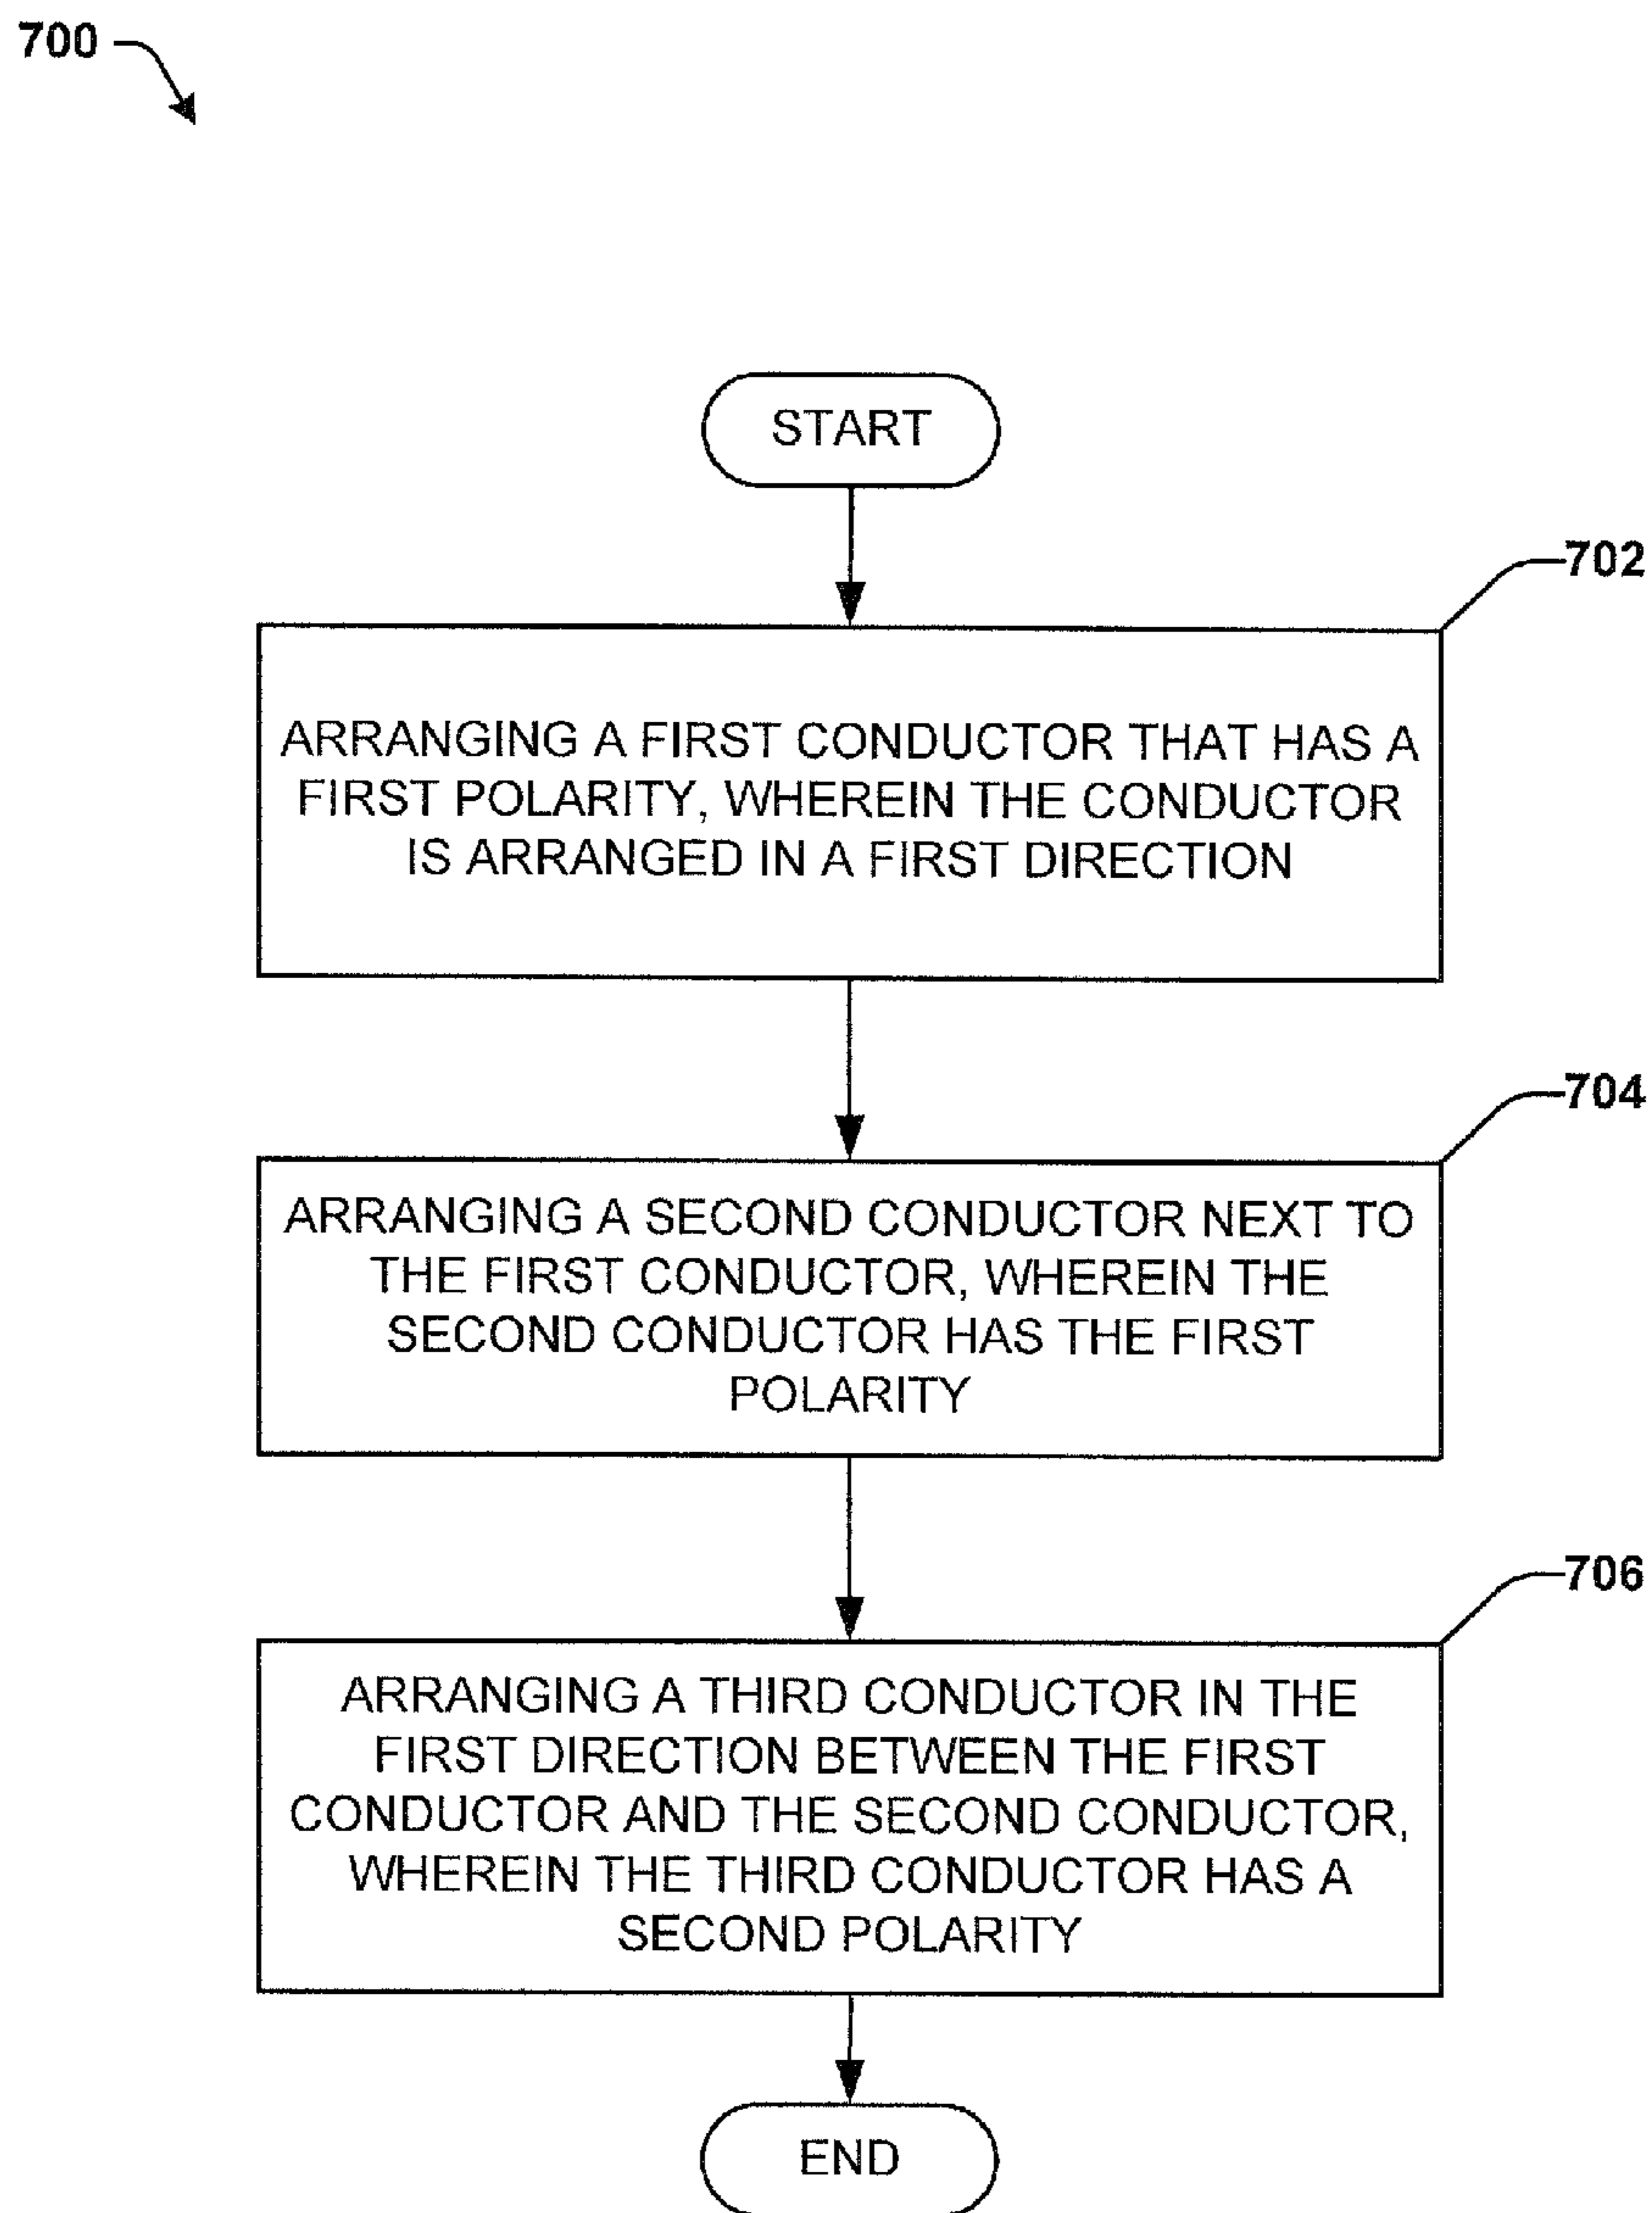 700
START
702
ARRANGING A FIRST CONDUCTOR THAT HAS A
FIRST POLARITY, WHEREIN THE CONDUCTOR
IS ARRANGED IN A FIRST DIRECTION
704
ARRANGING A SECOND CONDUCTOR NEXT TO
THE FIRST CONDUCTOR, WHEREIN THE
SECOND CONDUCTOR HAS THE FIRST
POLARITY
706
ARRANGING A THIRD CONDUCTOR IN THE
FIRST DIRECTION BETWEEN THE FIRST
CONDUCTOR AND THE SECOND CONDUCTOR,
WHEREIN THE THIRD CONDUCTOR HAS A
SECOND POLARITY
END